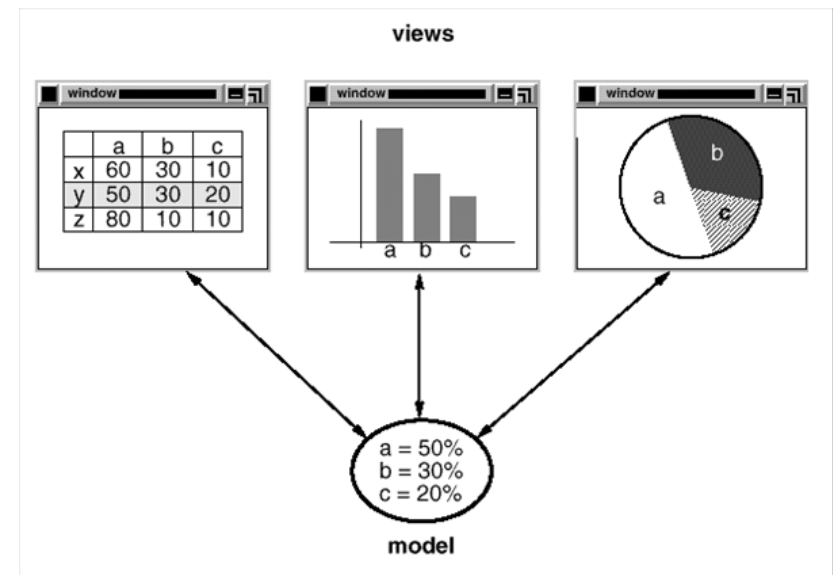 views
window
a b c
x 60 30 10
y 50 30 20
z 80 10 10
window
a b c
window
a
b
c
a = 50%
b = 30%
c = 20%
model